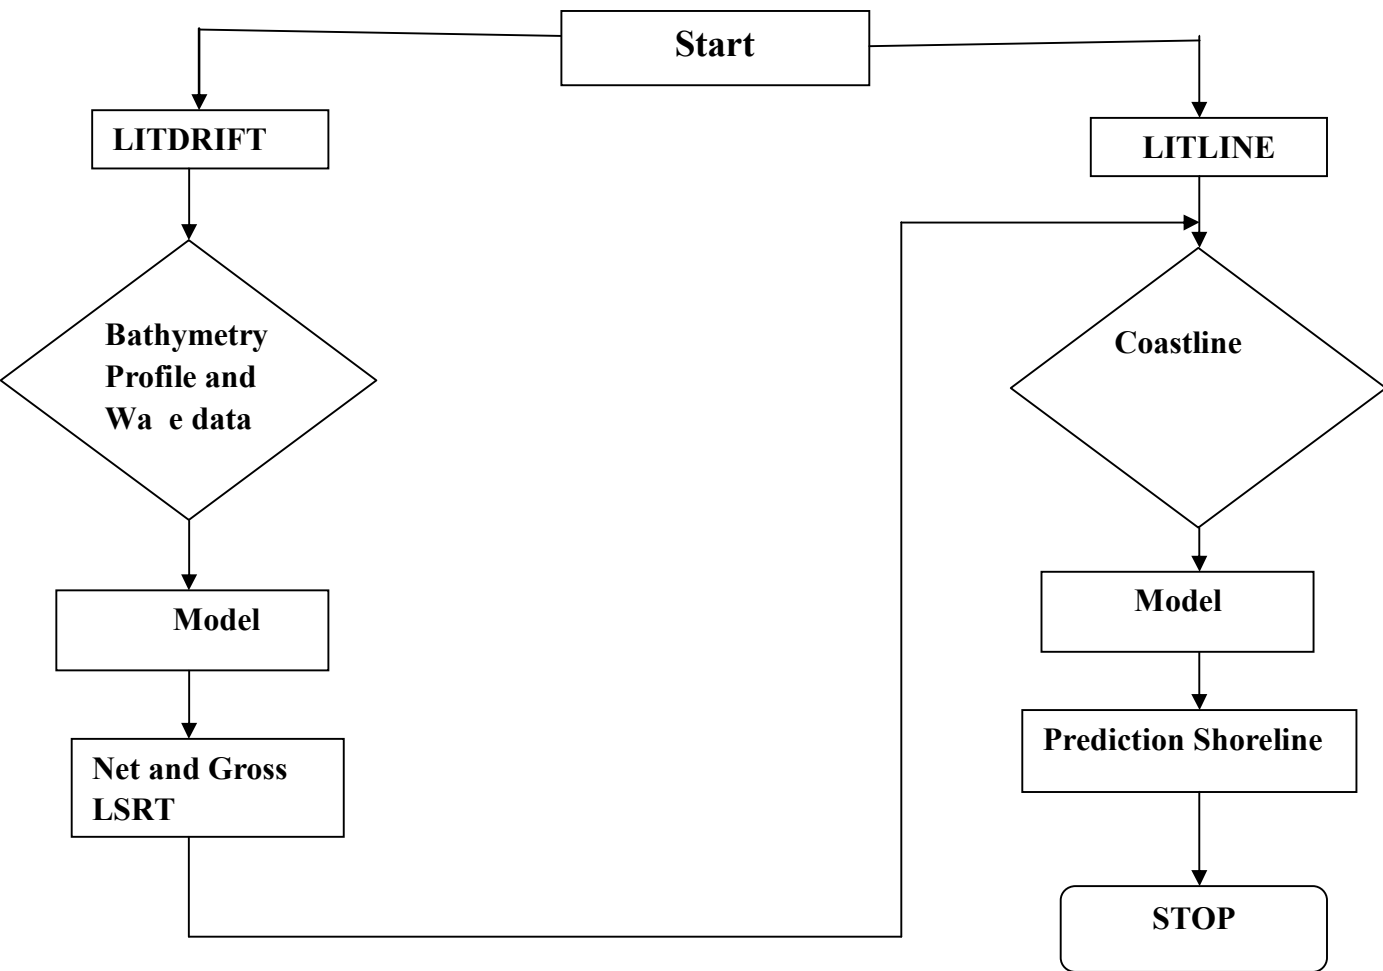 Start
LITDRIFT
Bathymetry
Profile and
Wa e data
Model
Net and Gross
LSRT
LITLINE
Coastline
Model
Prediction Shoreline
STOP